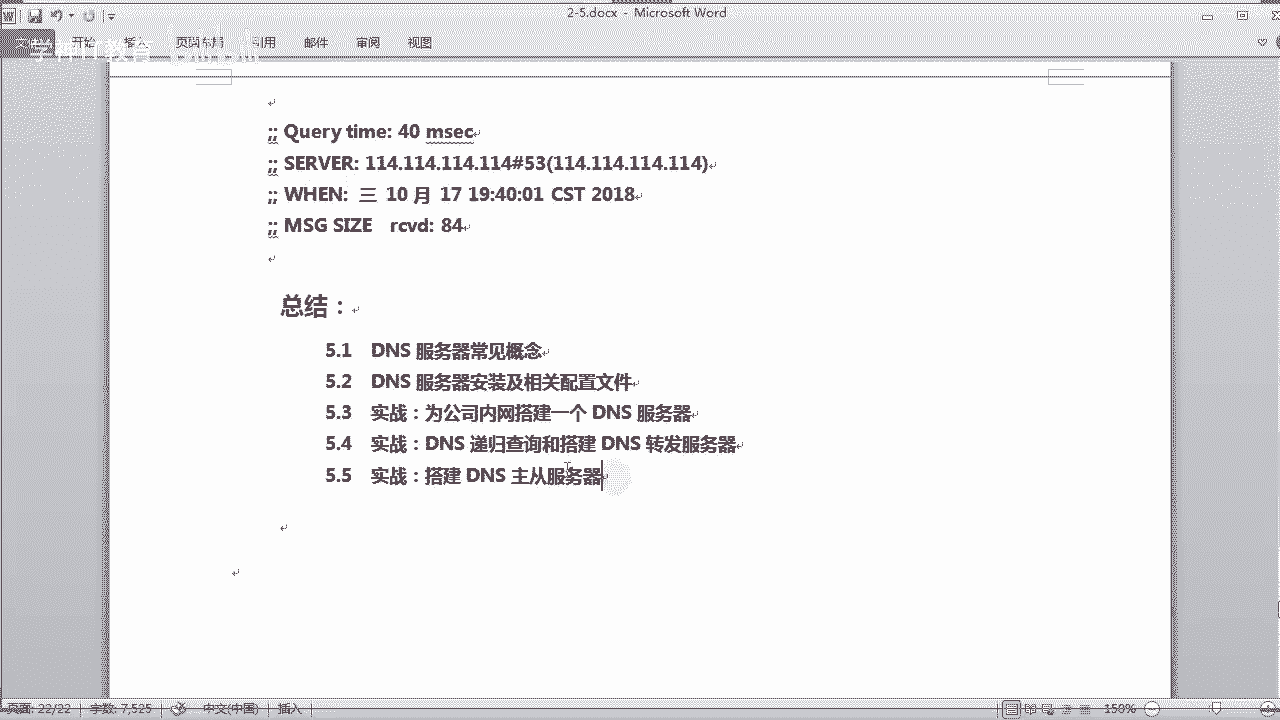 2-5.docx - Microsoft Word
开始
页面布局
引用
邮件
审阅
视图
;; Query time: 40 msec
;; SERVER: 114.114.114.114#53(114.114.114.114)
;; WHEN: 三 10 月 17 19:40:01 CST 2018
;; MSG SIZE rcvd: 84
总结：
5.1 DNS 服务器常见概念
5.2 DNS 服务器安装及相关配置文件
5.3 实战：为公司内网搭建一个 DNS 服务器
5.4 实战：DNS 递归查询和搭建 DNS 转发服务器
5.5 实战：搭建 DNS 主从服务器
页面: 22/22
字数: 7,525
中文(中国)
插入
150%